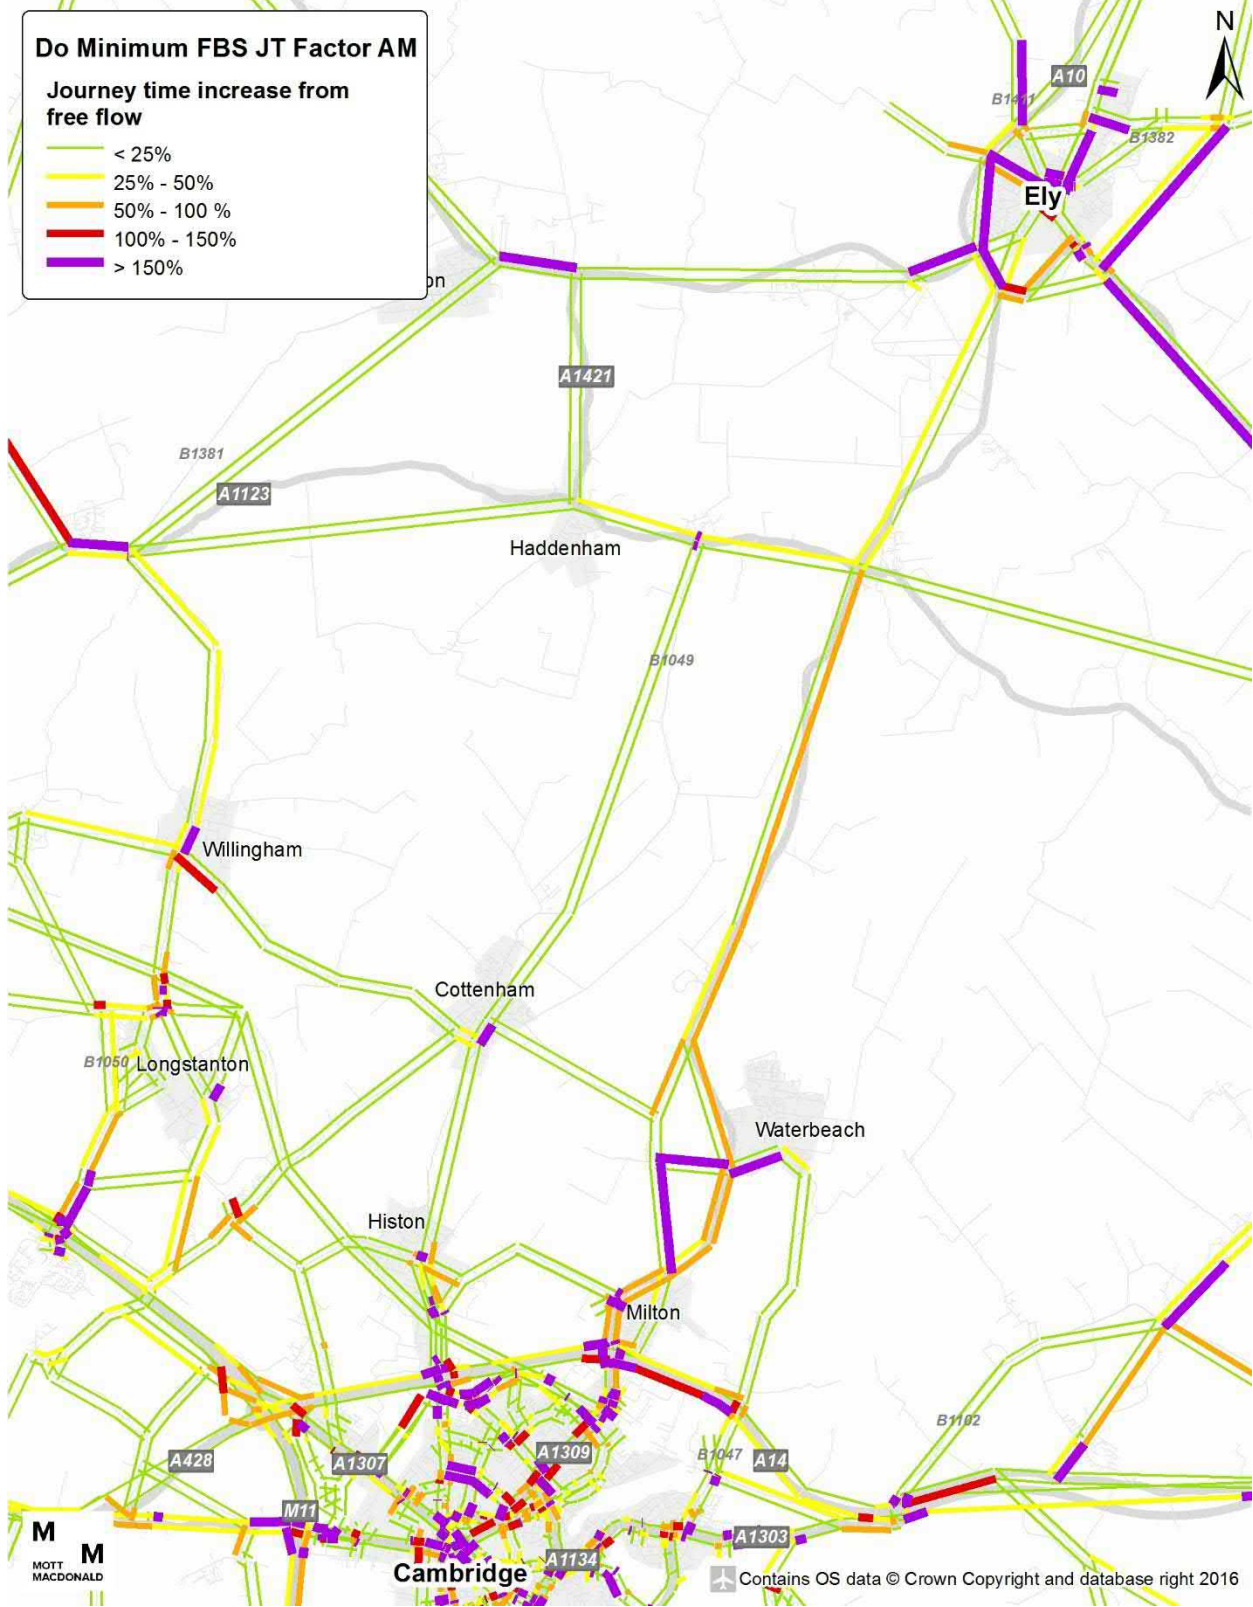 Do Minimum FBS JT Factor AM
Journey time increase from
free flow
< 25%
25% - 50%
50% - 100 %
100% - 150%
> 150%
N
A10
B1411
B1382
Ely
on
A1421
B1381
A1123
Haddenham
B1049
Willingham
Cottenham
B1050
Longstanton
Waterbeach
Histon
Milton
B1102
A428
A1307
A1309
B1047
A14
M11
A1303
A1134
Cambridge
M
M
MOTT
MACDONALD
Contains OS data © Crown Copyright and database right 2016